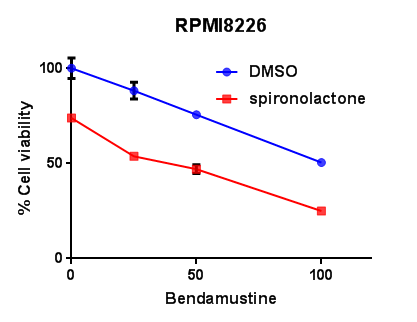 RPMI8226
DMSO
spironolactone
% Cell viability
100
50
0
0 50 100
Bendamustine